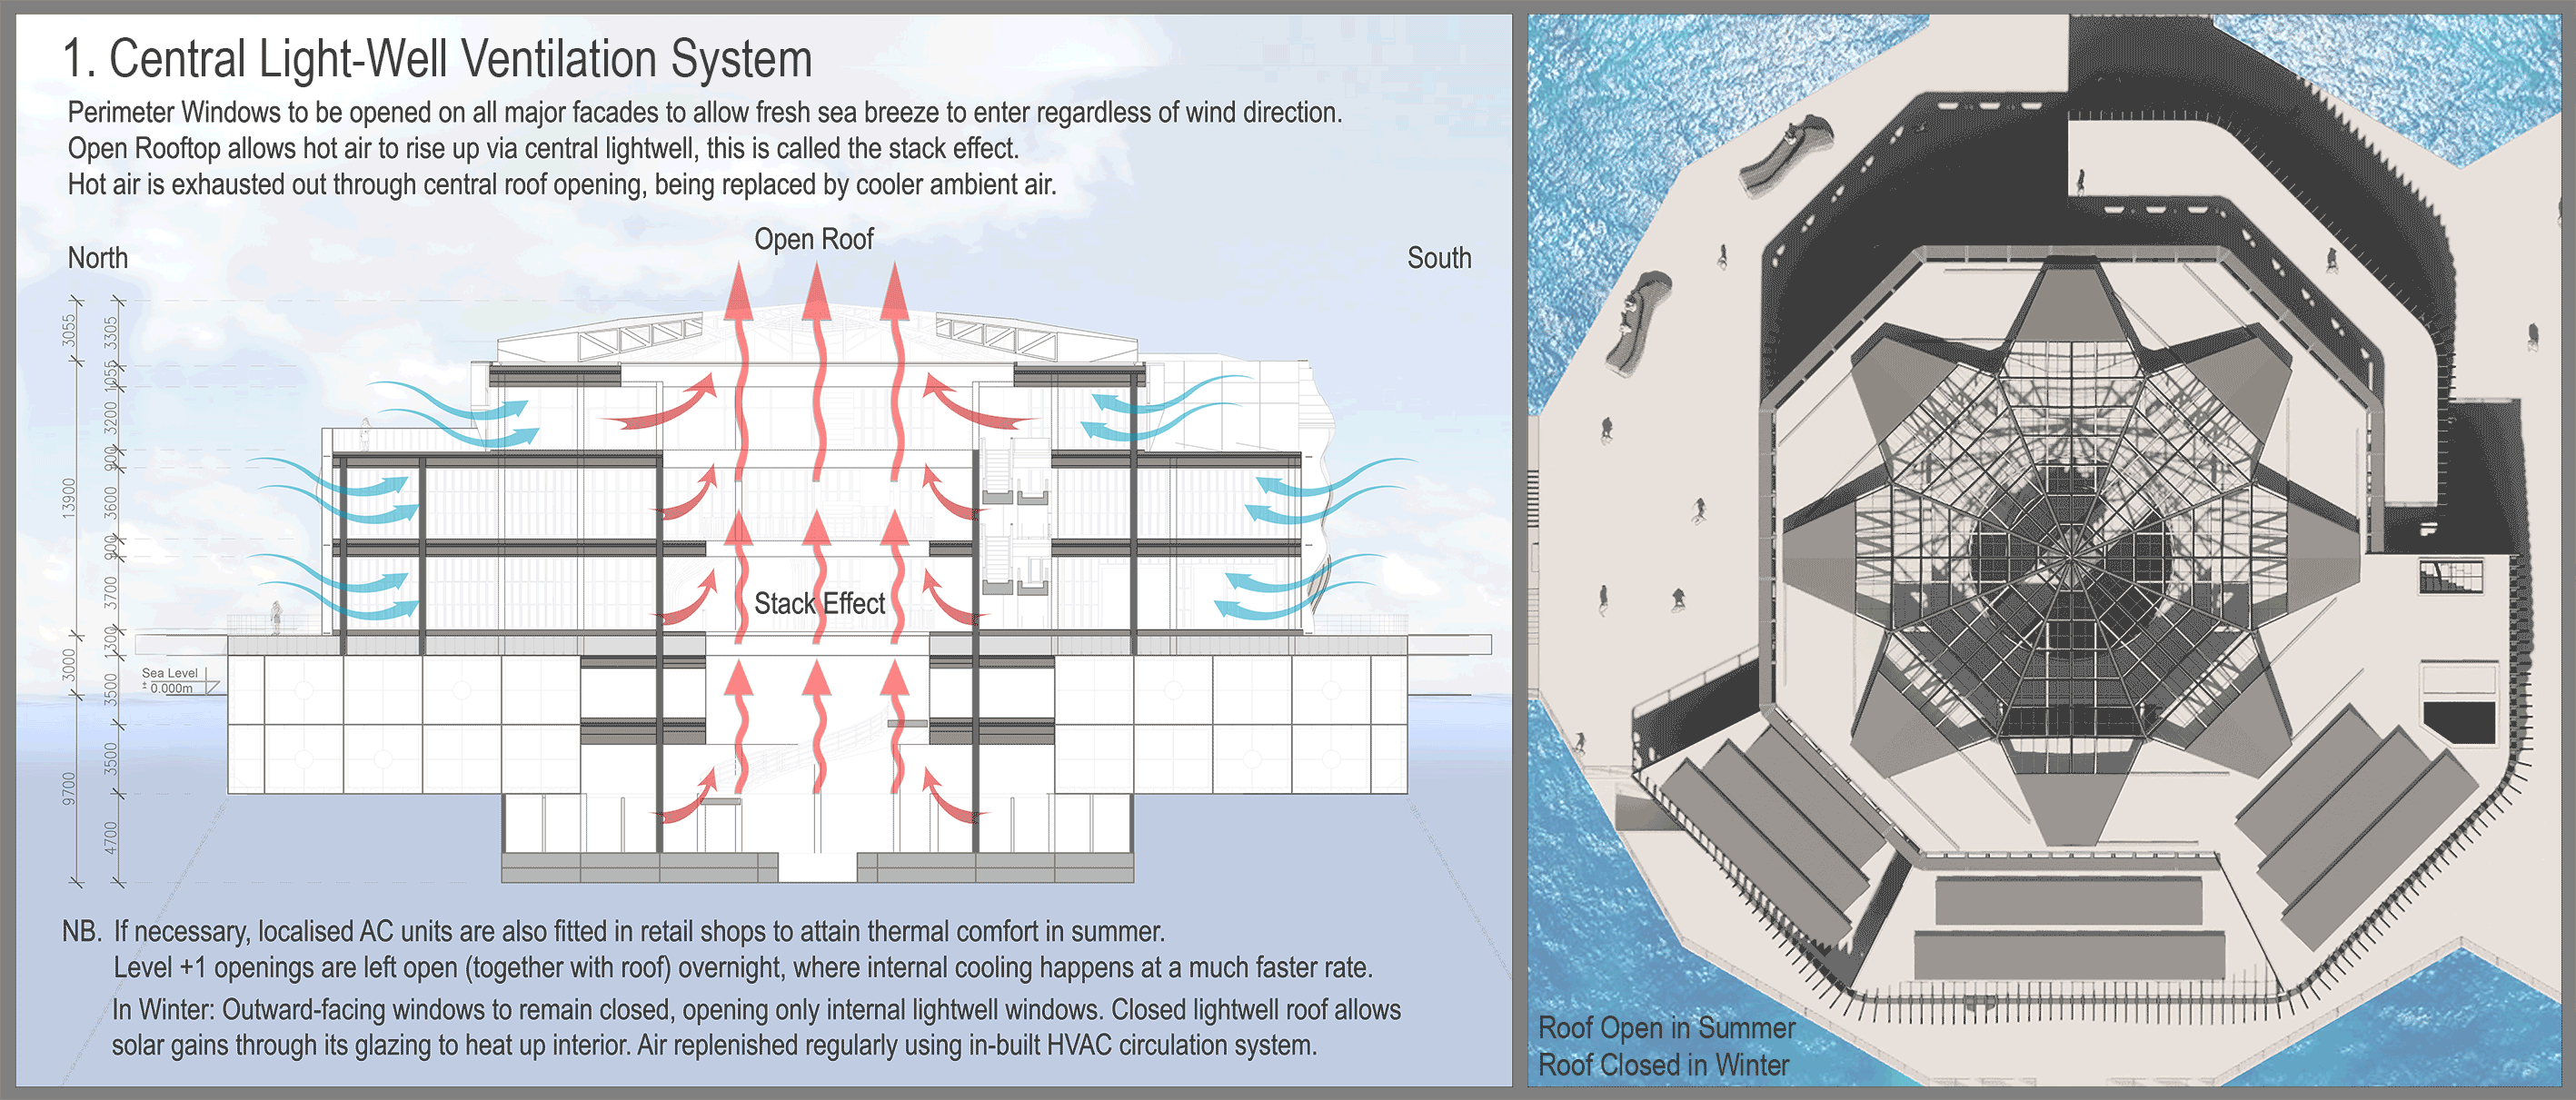 1. Central Light-Well Ventilation System
Perimeter Windows to be opened on all major facades to allow fresh sea breeze to enter regardless of wind direction.
Open Rooftop allows hot air to rise up via central lightwell, this is called the stack effect.
Hot air is exhausted out through central roof opening, being replaced by cooler ambient air.
Open Roof
North
South
3055
3305
1055
3200
900
13900
3600
900
3700
Stack Effect
1300
3000
Sea Level
± 0.000m
3500
3500
9700
4700
NB. If necessary, localised AC units are also fitted in retail shops to attain thermal comfort in summer.
Level +1 openings are left open (together with roof) overnight, where internal cooling happens at a much faster rate.
In Winter: Outward-facing windows to remain closed, opening only internal lightwell windows. Closed lightwell roof allows
solar gains through its glazing to heat up interior. Air replenished regularly using in-built HVAC circulation system.
Roof Open in Summer
Roof Closed in Winter